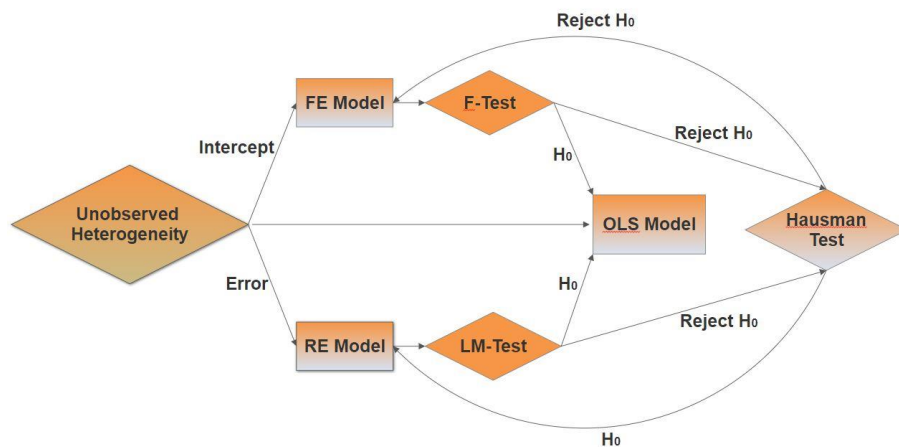 Reject H₀
FE Model
F-Test
Reject H₀
Intercept
H₀
Unobserved
Heterogeneity
OLS Model
Hausman
Test
Error
H₀
Reject H₀
RE Model
LM-Test
H₀